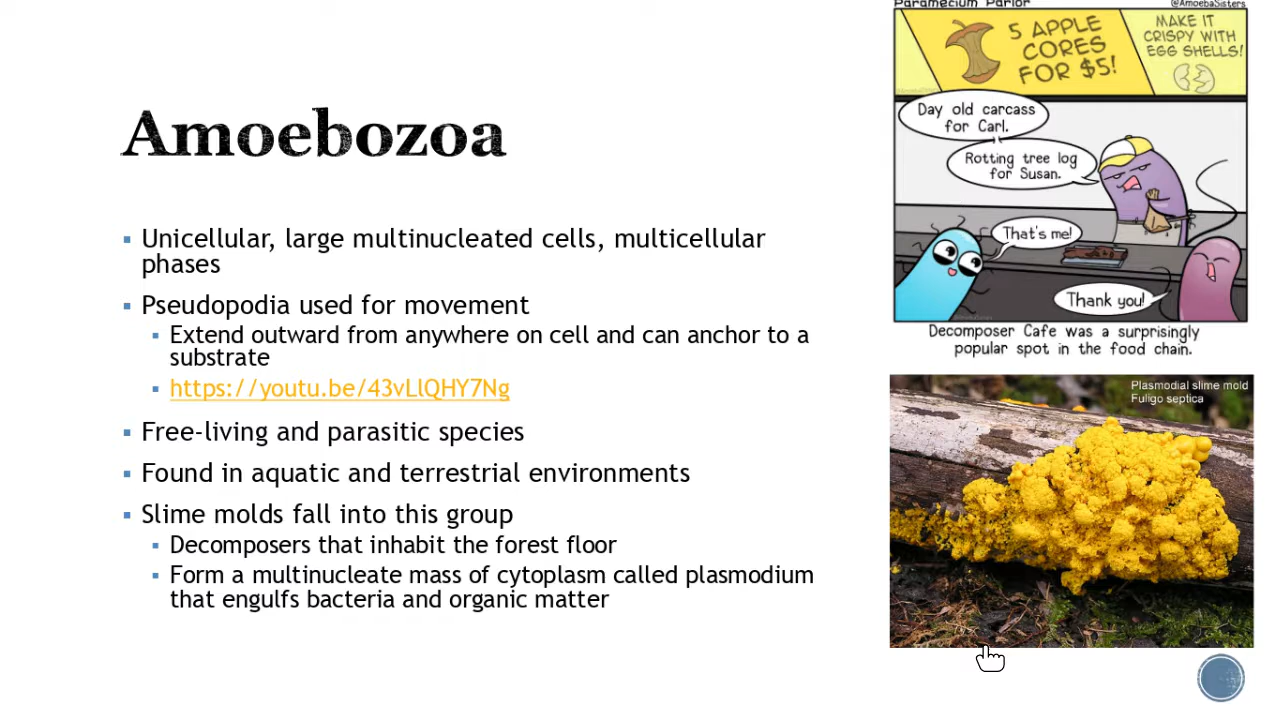 Amoebozoa
Unicellular, large multinucleated cells, multicellular
phases
Pseudopodia used for movement
Extend outward from anywhere on cell and can anchor to a
substrate
https://youtu.be/43vLlQHY7Ng
Free-living and parasitic species
Found in aquatic and terrestrial environments
Slime molds fall into this group
Decomposers that inhabit the forest floor
Form a multinucleate mass of cytoplasm called plasmodium
that engulfs bacteria and organic matter
Paramecium Parlor
@AmoebaSisters
5 APPLE
CORES
FOR $5!
MAKE IT
CRISPY WITH
EGG SHELLS!
Day old carcass
for Carl.
Rotting tree log
for Susan.
That's me!
Thank you!
Decomposer Cafe was a surprisingly
popular spot in the food chain.
Plasmodial slime mold
Fuligo septica